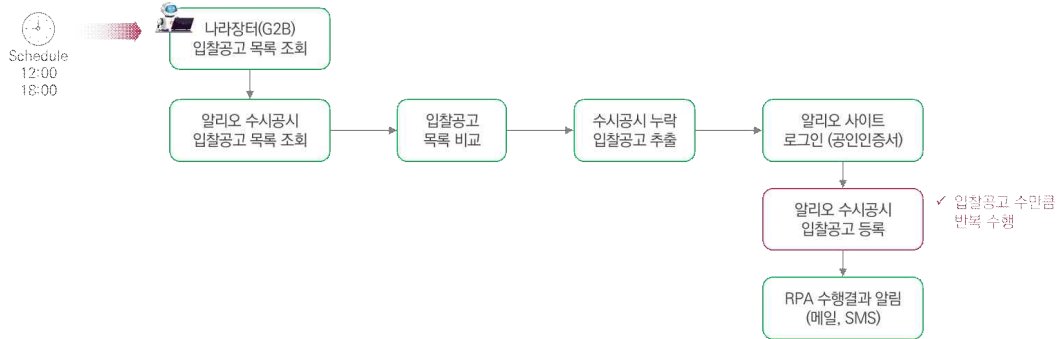 Schedule
12:00
18:00
나라장터(G2B)
입찰공고 목록 조회
알리오 수시공시
입찰공고 목록 조회
입찰공고
목록 비교
수시공시 누락
입찰공고 추출
알리오 사이트
로그인 (공인인증서)
알리오 수시공시
입찰공고 등록
✓ 입찰공고 수만큼
반복 수행
RPA 수행결과 알림
(메일, SMS)